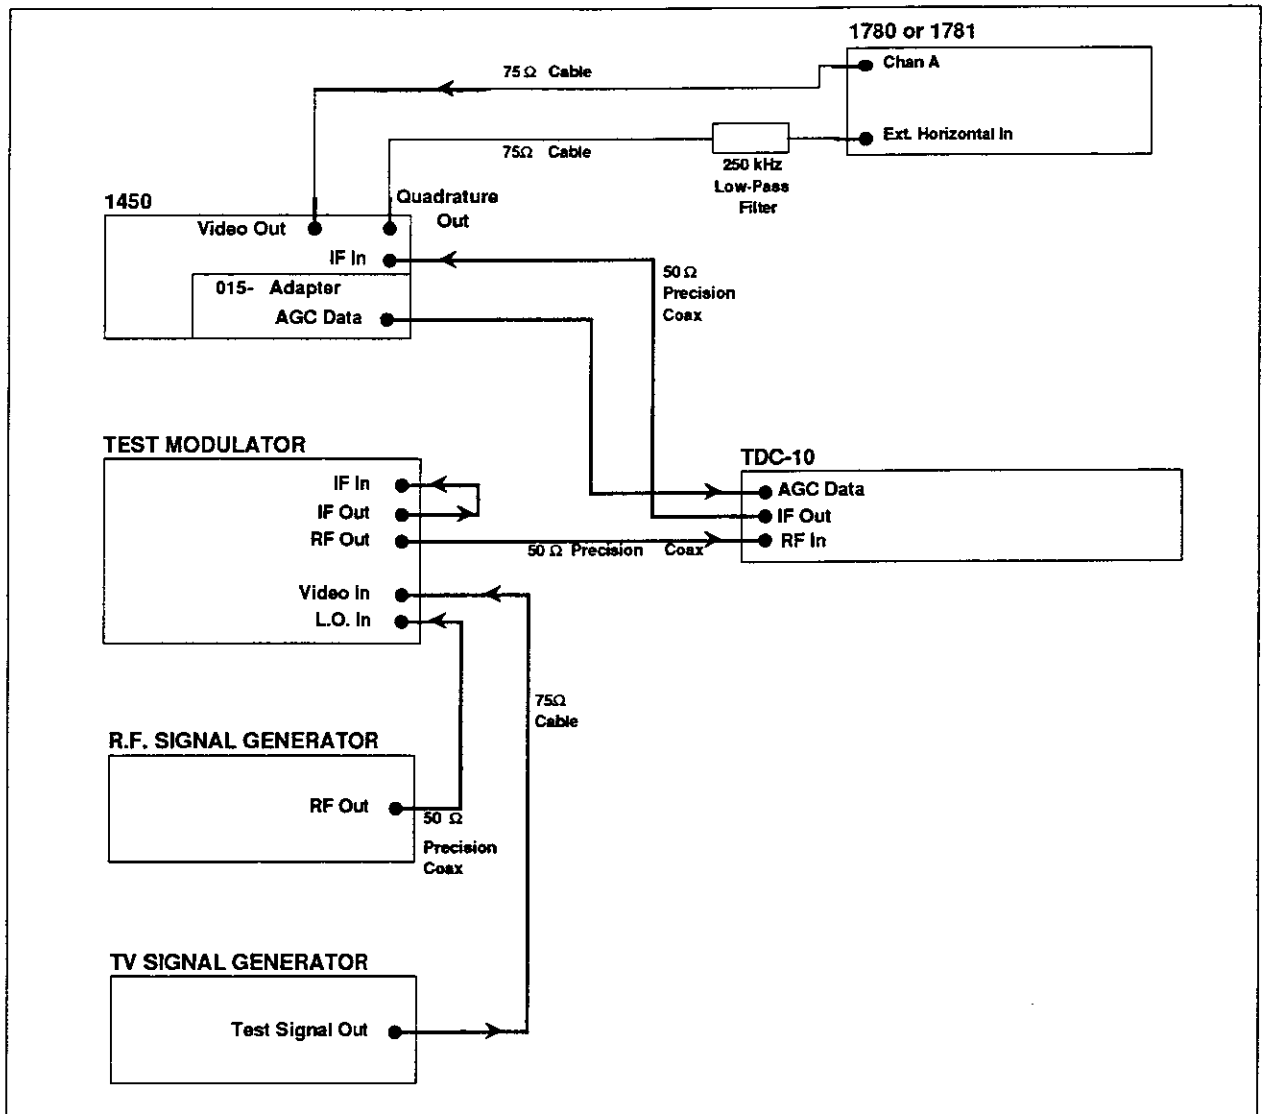 1780 or 1781
Chan A
75 Ω Cable
Ext. Horizontal In
75Ω Cable
250 kHz
Low-Pass
Filter
1450
Quadrature
Out
Video Out
IF In
015- Adapter
AGC Data
50 Ω
Precision
Coax
TEST MODULATOR
IF In
IF Out
RF Out
Video In
L.O. In
TDC-10
AGC Data
IF Out
RF In
50 Ω Precision Coax
75Ω
Cable
R.F. SIGNAL GENERATOR
RF Out
50 Ω
Precision
Coax
TV SIGNAL GENERATOR
Test Signal Out